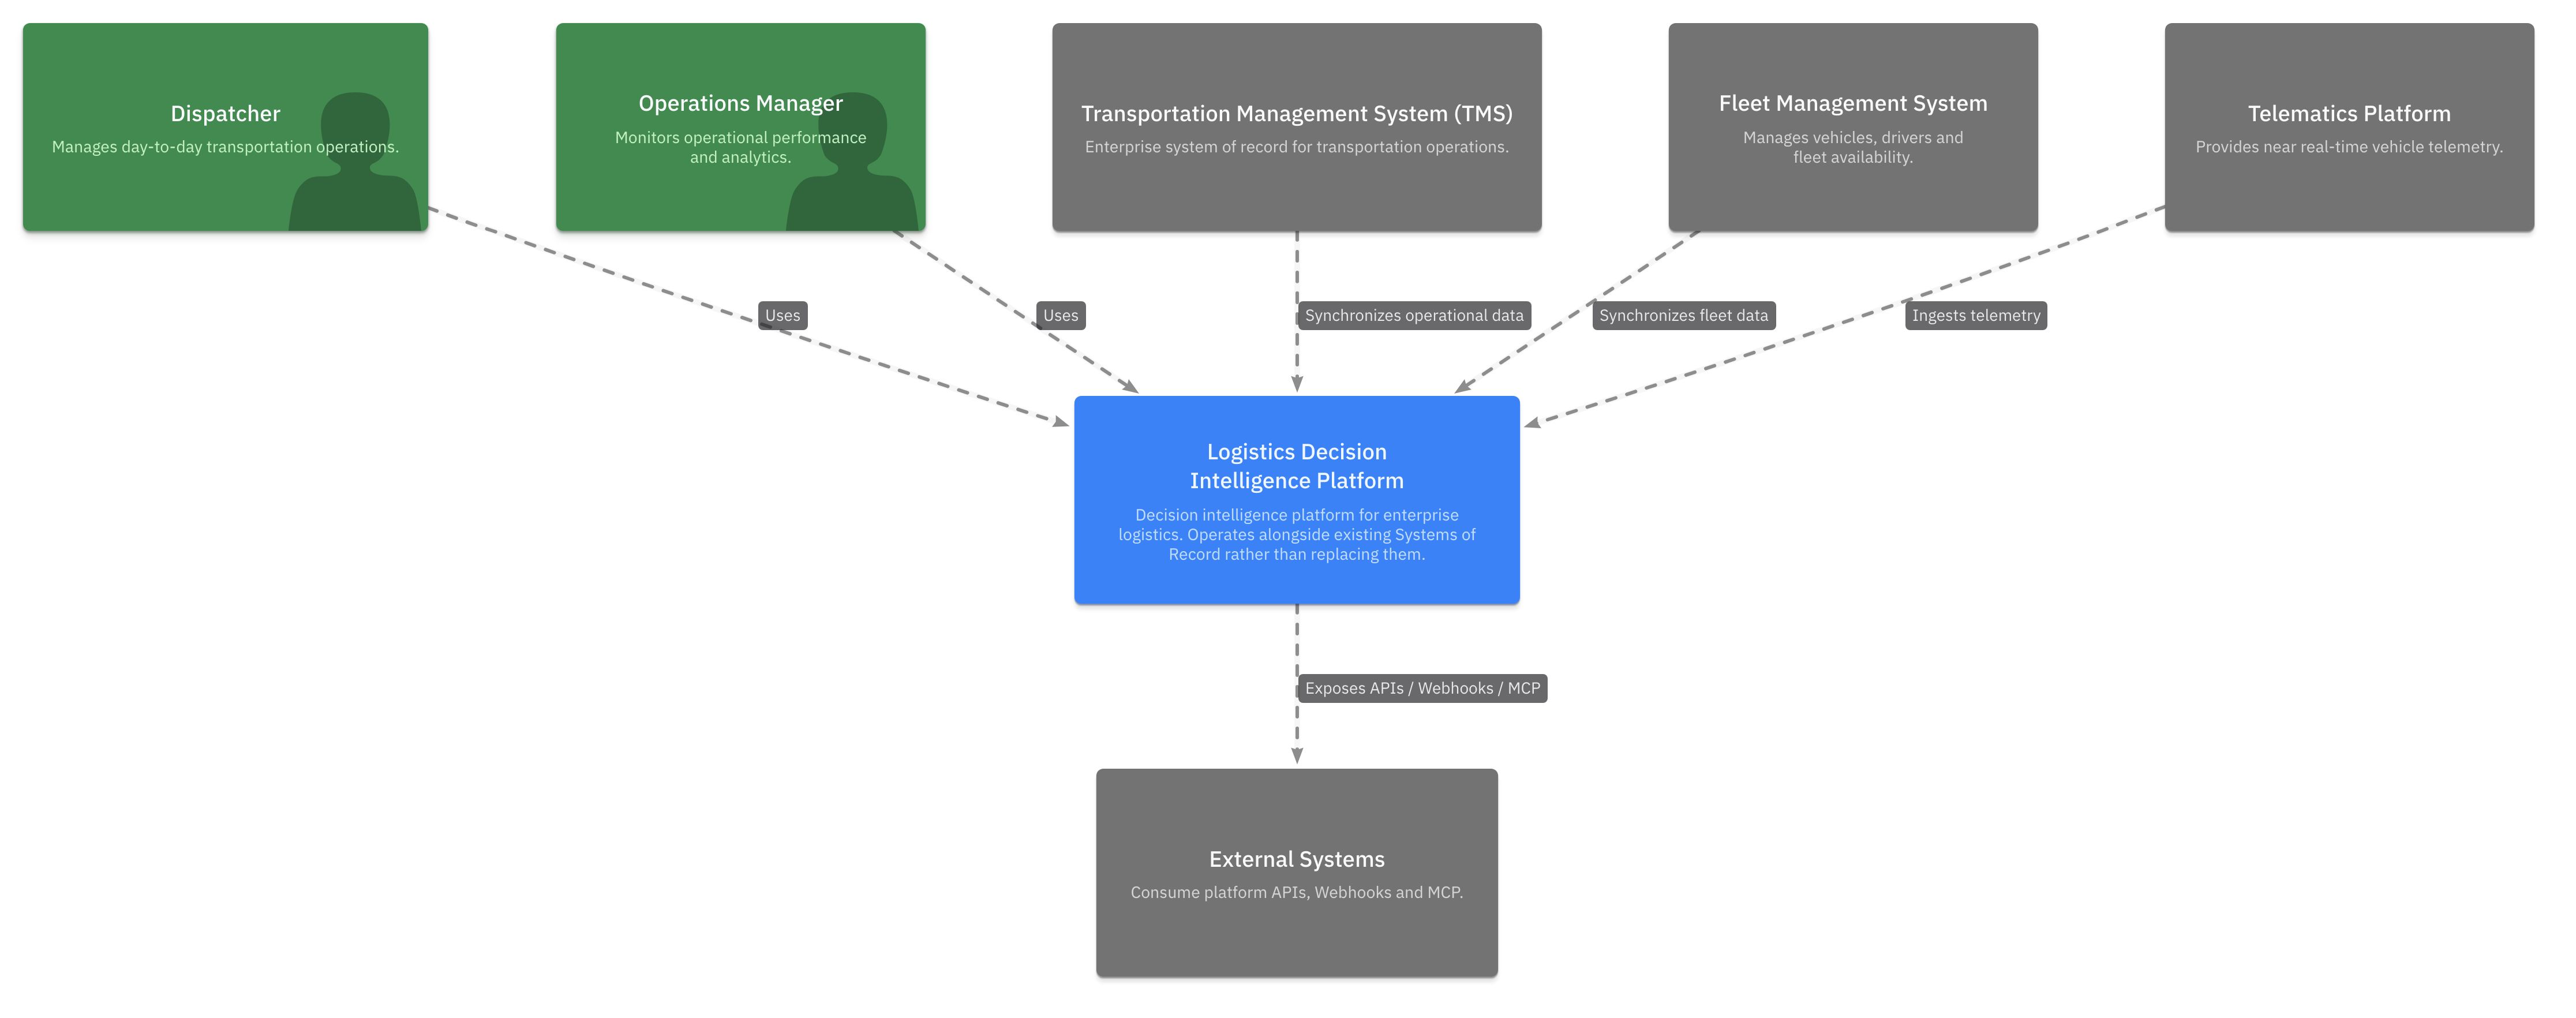 Dispatcher
Manages day-to-day transportation operations.
Operations Manager
Monitors operational performance
and analytics.
Transportation Management System (TMS)
Enterprise system of record for transportation operations.
Fleet Management System
Manages vehicles, drivers and
fleet availability.
Telematics Platform
Provides near real-time vehicle telemetry.
Uses
Uses
Synchronizes operational data
Synchronizes fleet data
Ingests telemetry
Logistics Decision
Intelligence Platform
Decision intelligence platform for enterprise
logistics. Operates alongside existing Systems of
Record rather than replacing them.
Exposes APIs / Webhooks / MCP
External Systems
Consume platform APIs, Webhooks and MCP.